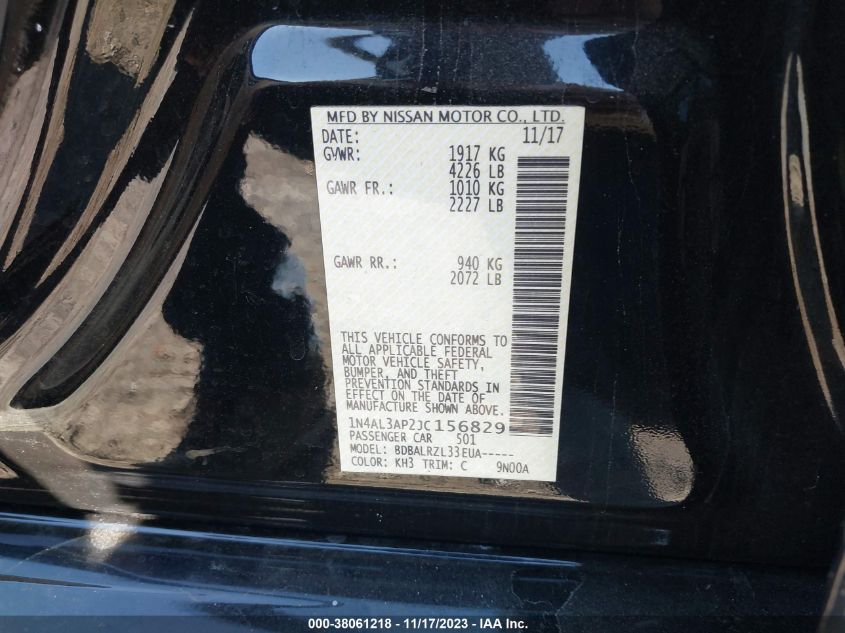 MFD BY NISSAN MOTOR CO., LTD.
DATE: 11/17
GVWR: 1917 KG
4226 LB
GAWR FR.: 1010 KG
2227 LB
GAWR RR.: 940 KG
2072 LB
THIS VEHICLE CONFORMS TO
ALL APPLICABLE FEDERAL
MOTOR VEHICLE SAFETY,
BUMPER, AND THEFT
PREVENTION STANDARDS IN
EFFECT ON THE DATE OF
MANUFACTURE SHOWN ABOVE.
1N4AL3AP2JC156829
PASSENGER CAR 501
MODEL: BDBALRZL33EUA-----
COLOR: KH3 TRIM: C 9N00A
000-38061218 - 11/17/2023 - IAA Inc.